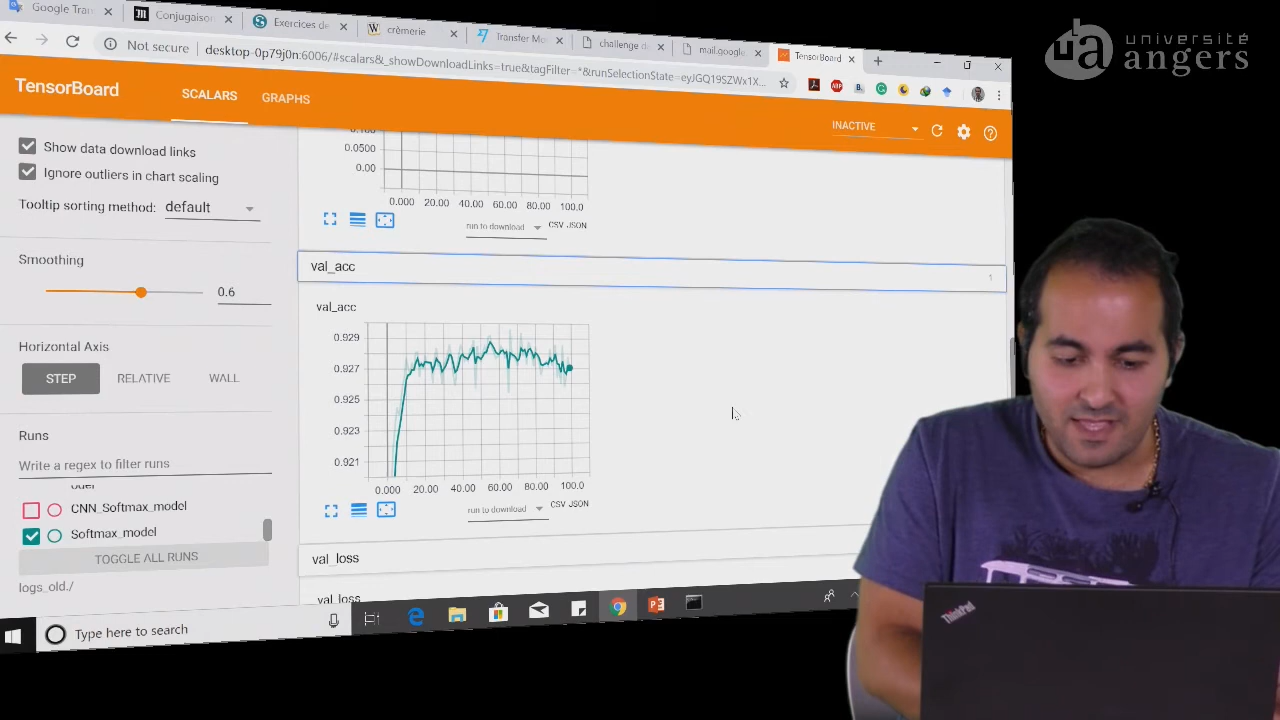 Google Tran
Conjugaison
Exercices de
crèmerie
Transfer Mo
challenge d
mail.google
TensorBoard
université
angers
Not secure
desktop-0p79j0n:6006/#scalars&_showDownloadLinks=true&tagFilter=*&runSelectionState=eyJGQ19SZWx1X...
TensorBoard
SCALARS
GRAPHS
INACTIVE
Show data download links
Ignore outliers in chart scaling
Tooltip sorting method: default
Smoothing
0.6
Horizontal Axis
STEP
RELATIVE
WALL
Runs
Write a regex to filter runs
CNN_Softmax_model
Softmax_model
TOGGLE ALL RUNS
logs_old./
0.100
0.0500
0.00
0.000 20.00 40.00 60.00 80.00 100.0
run to download
CSV JSON
val_acc
1
val_acc
0.929
0.927
0.925
0.923
0.921
0.000 20.00 40.00 60.00 80.00 100.0
run to download
CSV JSON
val_loss
val_loss
Type here to search
ThinkPad